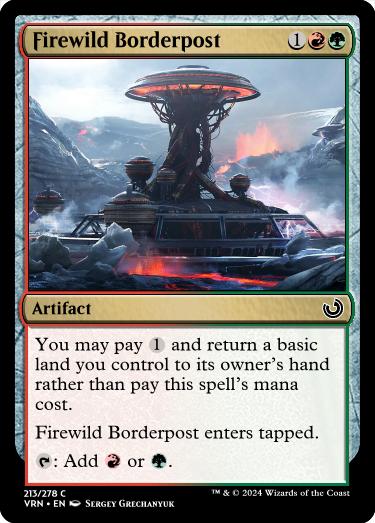 Firewild Borderpost 1
Artifact
You may pay 1 and return a basic
land you control to its owner's hand
rather than pay this spell's mana
cost.
Firewild Borderpost enters tapped.
: Add or .
213/278 C
VRN • EN Sergey Grechanyuk
™ & © 2024 Wizards of the Coast